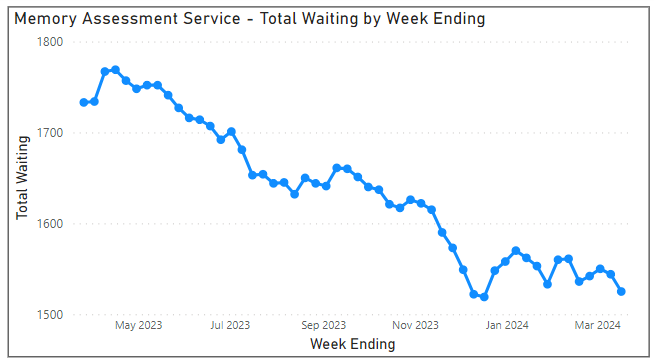 Memory Assessment Service - Total Waiting by Week Ending
1800
1700
1600
1500
Total Waiting
May 2023 Jul 2023 Sep 2023 Nov 2023 Jan 2024 Mar 2024
Week Ending